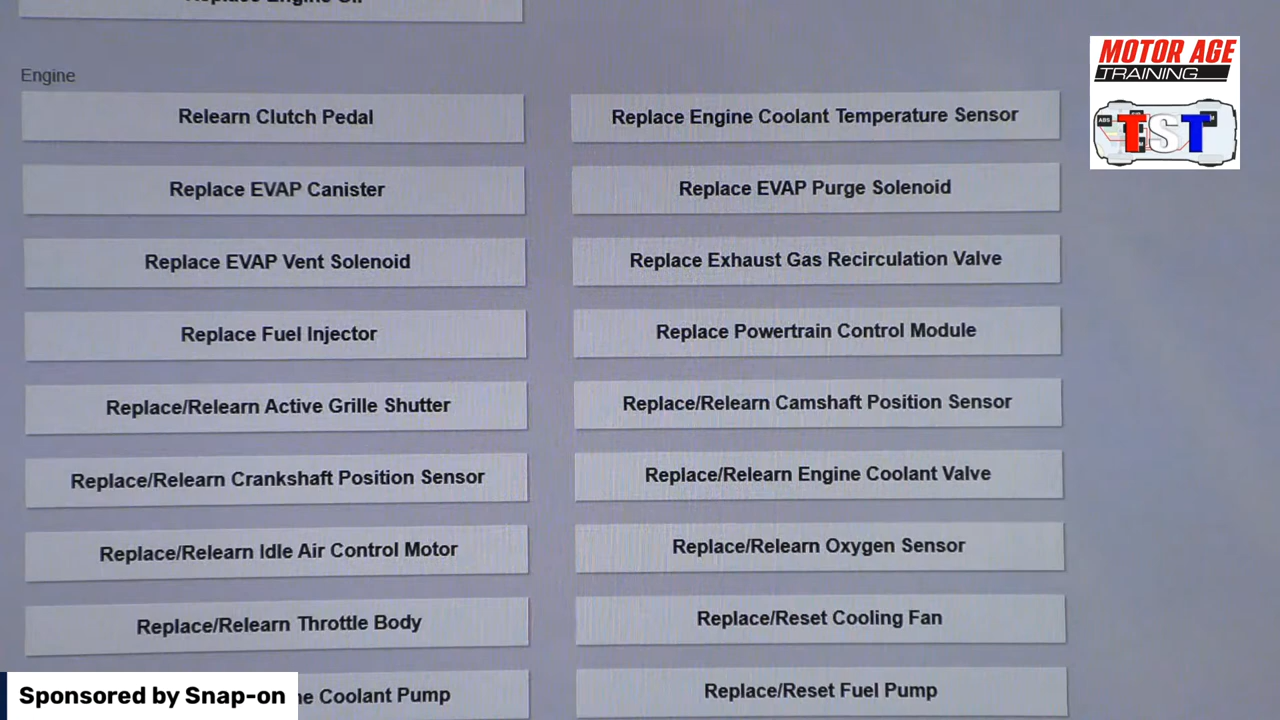 Replace Engine Oil
MOTOR AGE
TRAINING
ABS
TST
Engine
Relearn Clutch Pedal
Replace Engine Coolant Temperature Sensor
Replace EVAP Canister
Replace EVAP Purge Solenoid
Replace EVAP Vent Solenoid
Replace Exhaust Gas Recirculation Valve
Replace Fuel Injector
Replace Powertrain Control Module
Replace/Relearn Active Grille Shutter
Replace/Relearn Camshaft Position Sensor
Replace/Relearn Crankshaft Position Sensor
Replace/Relearn Engine Coolant Valve
Replace/Relearn Idle Air Control Motor
Replace/Relearn Oxygen Sensor
Replace/Relearn Throttle Body
Replace/Reset Cooling Fan
Sponsored by Snap-on
Coolant Pump
Replace/Reset Fuel Pump